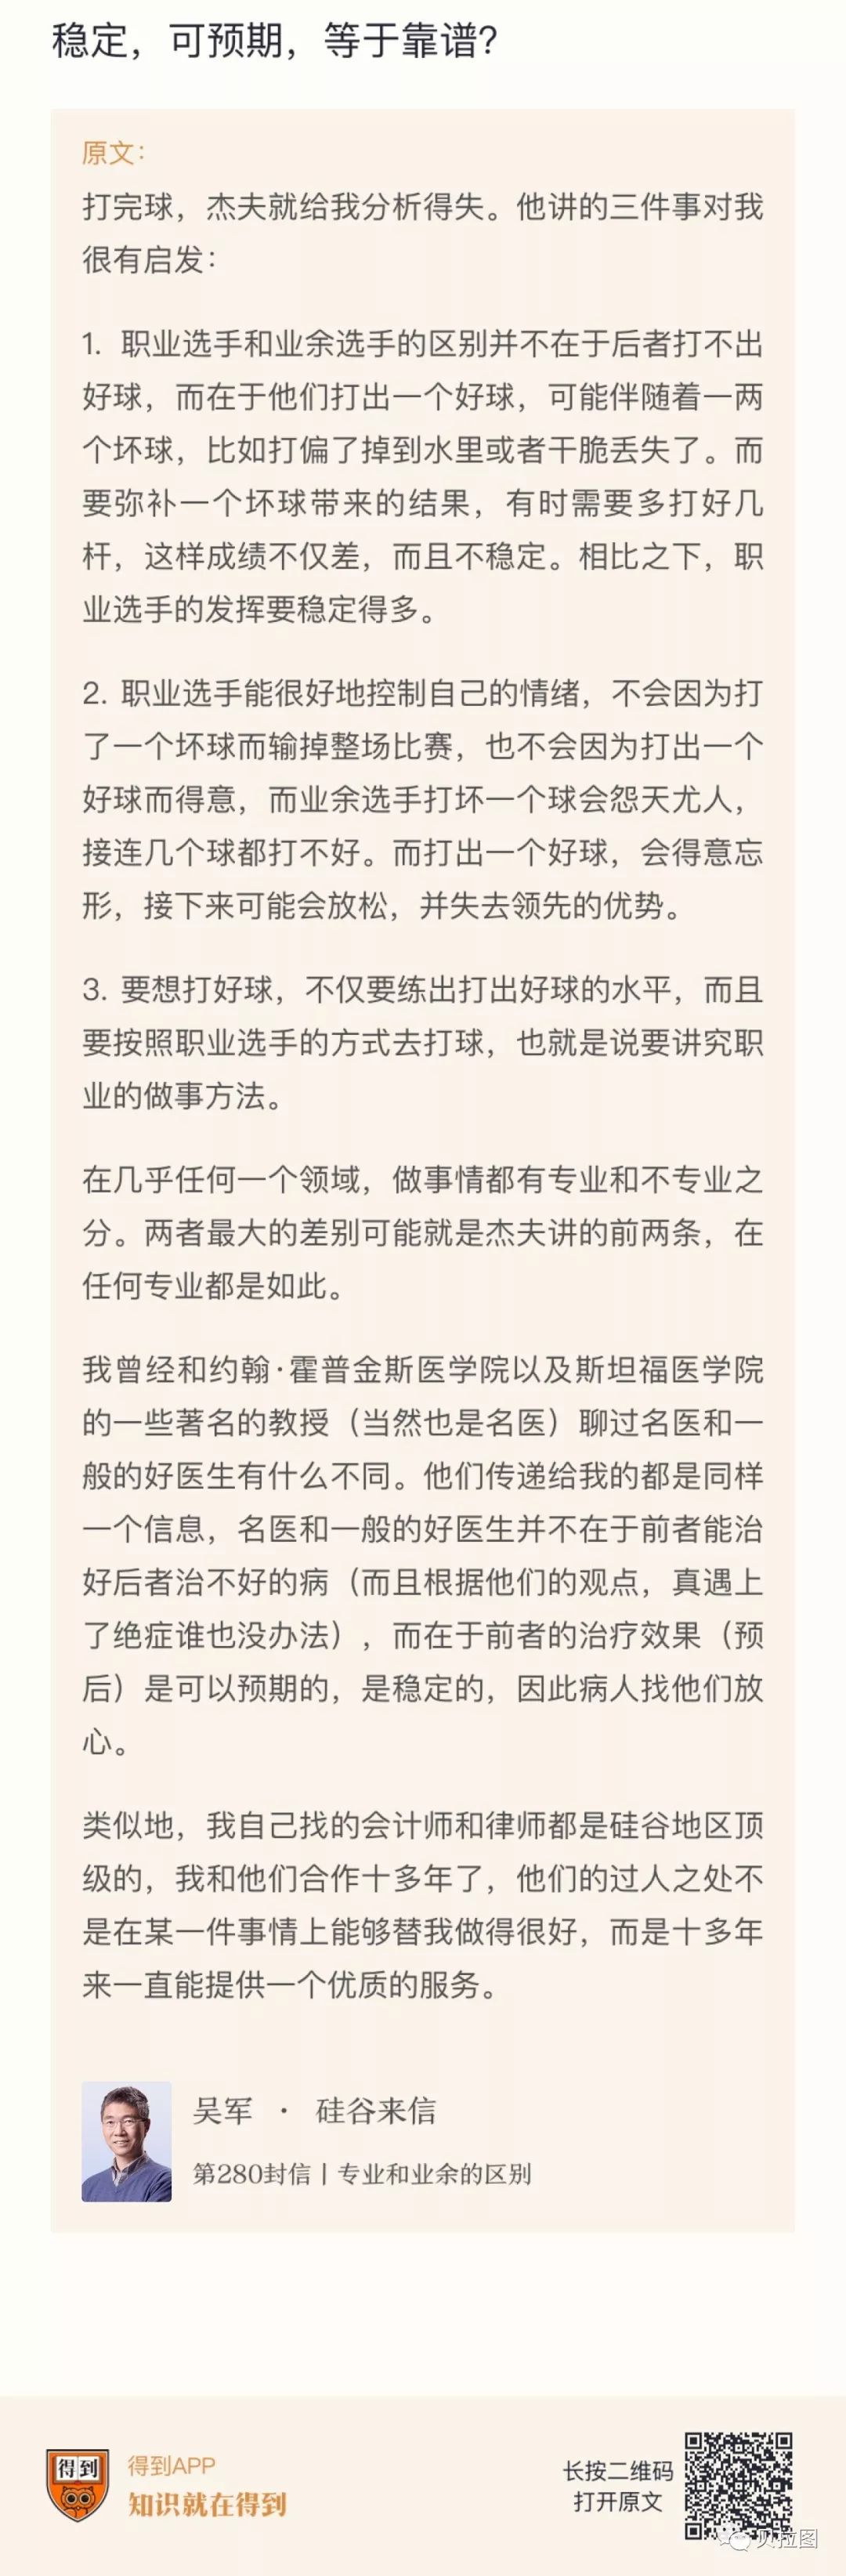 稳定，可预期，等于靠谱？
原文：
打完球，杰夫就给我分析得失。他讲的三件事对我
很有启发：
1. 职业选手和业余选手的区别并不在于后者打不出
好球，而在于他们打出一个好球，可能伴随着一两
个坏球，比如打偏了掉到水里或者干脆丢失了。而
要弥补一个坏球带来的结果，有时需要多打好几
杆，这样成绩不仅差，而且不稳定。相比之下，职
业选手的发挥要稳定得多。
2. 职业选手能很好地控制自己的情绪，不会因为打
了一个坏球而输掉整场比赛，也不会因为打出一个
好球而得意，而业余选手打坏一个球会怨天尤人，
接连几个球都打不好。而打出一个好球，会得意忘
形，接下来可能会放松，并失去领先的优势。
3. 要想打好球，不仅要练出打出好球的水平，而且
要按照职业选手的方式去打球，也就是说要讲究职
业的做事方法。
在几乎任何一个领域，做事情都有专业和不专业之
分。两者最大的差别可能就是杰夫讲的前两条，在
任何专业都是如此。
我曾经和约翰·霍普金斯医学院以及斯坦福医学院
的一些著名的教授（当然也是名医）聊过名医和一
般的好医生有什么不同。他们传递给我的都是同样
一个信息，名医和一般的好医生并不在于前者能治
好后者治不好的病（而且根据他们的观点，真遇上
了绝症谁也没办法），而在于前者的治疗效果（预
后）是可以预期的，是稳定的，因此病人找他们放
心。
类似地，我自己找的会计师和律师都是硅谷地区顶
级的，我和他们合作十多年了，他们的过人之处不
是在某一件事情上能够替我做得很好，而是十多年
来一直能提供一个优质的服务。
吴军 · 硅谷来信
第280封信丨专业和业余的区别
得到
得到APP
知识就在得到
长按二维码
打开原文
贝拉图